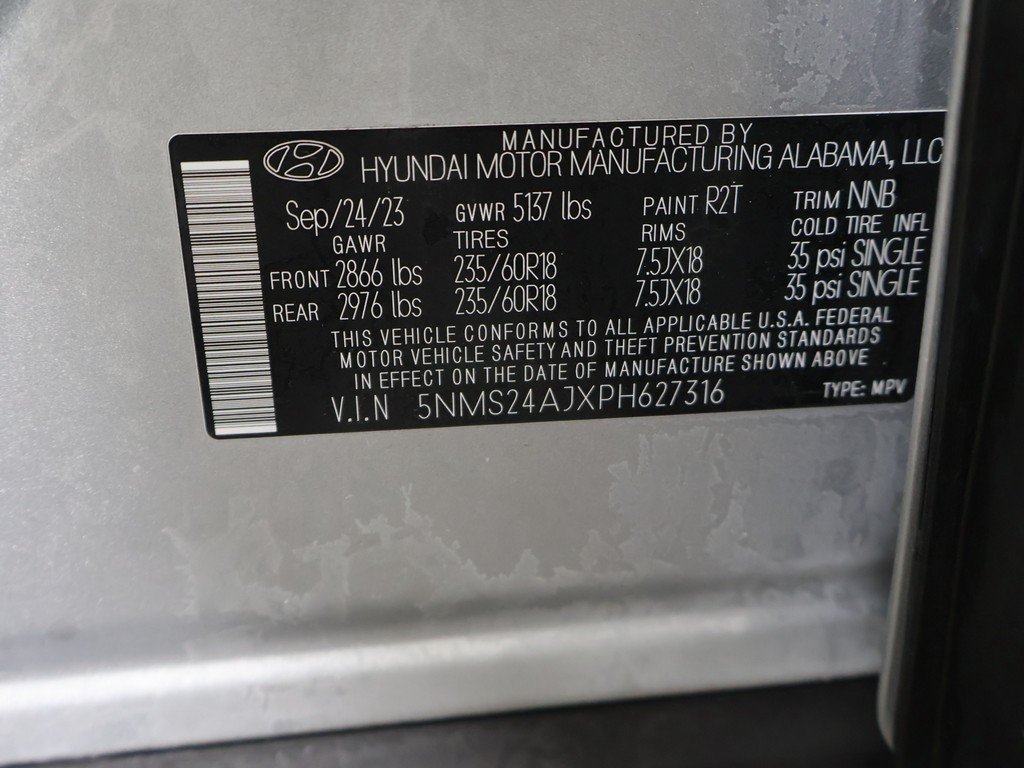 MANUFACTURED BY
HYUNDAI MOTOR MANUFACTURING ALABAMA, LLC
Sep/24/23 GVWR 5137 lbs PAINT R2T TRIM NNB
GAWR TIRES RIMS COLD TIRE INFL
FRONT 2866 lbs 235/60R18 7.5JX18 35 psi SINGLE
REAR 2976 lbs 235/60R18 7.5JX18 35 psi SINGLE
THIS VEHICLE CONFORMS TO ALL APPLICABLE U.S.A. FEDERAL
MOTOR VEHICLE SAFETY AND THEFT PREVENTION STANDARDS
IN EFFECT ON THE DATE OF MANUFACTURE SHOWN ABOVE
V.I.N 5NMS24AJXPH627316 TYPE: MPV